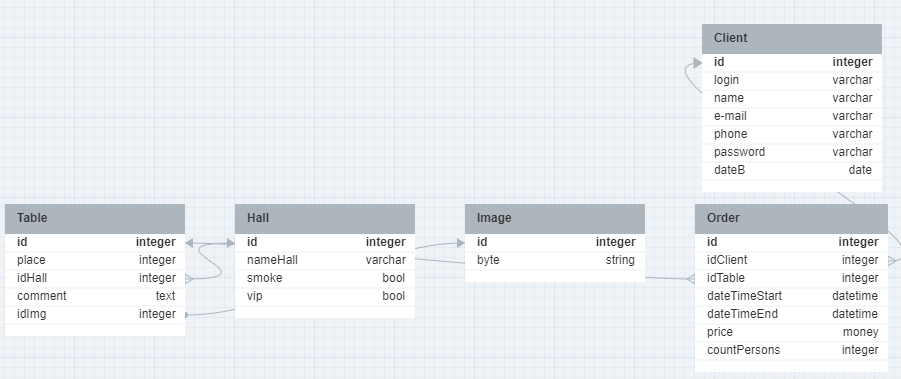 Client
id integer
login varchar
name varchar
e-mail varchar
phone varchar
password varchar
dateB date
Table
id integer
place integer
idHall integer
comment text
idImg integer
Hall
id integer
nameHall varchar
smoke bool
vip bool
Image
id integer
byte string
Order
id integer
idClient integer
idTable integer
dateTimeStart datetime
dateTimeEnd datetime
price money
countPersons integer